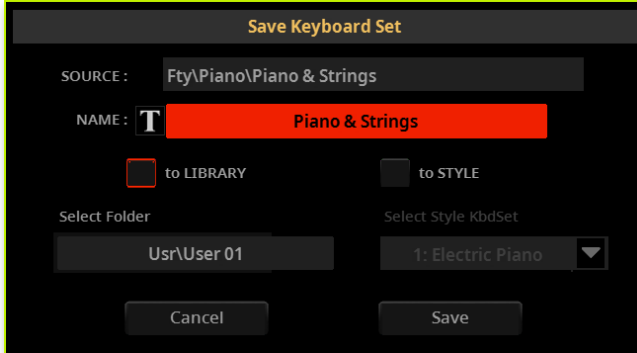 Save Keyboard Set
SOURCE : Fty\Piano\Piano & Strings
NAME : T Piano & Strings
to LIBRARY to STYLE
Select Folder Select Style KbdSet
Usr\User 01 1: Electric Piano
Cancel Save